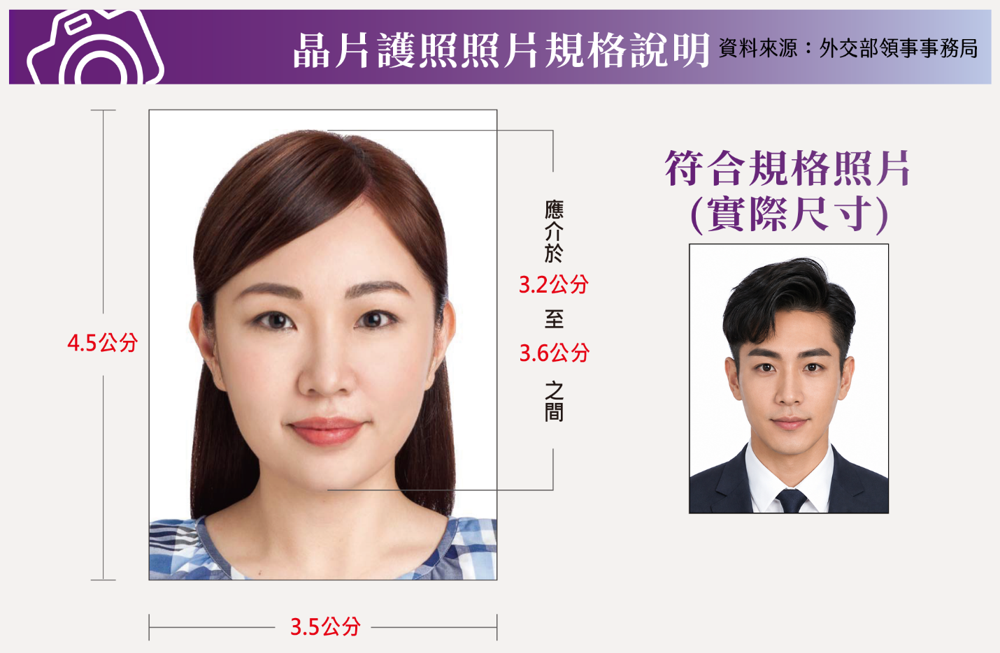 晶片護照照片規格說明
資料來源：外交部領事事務局
4.5公分
應介於
3.2公分
至
3.6公分
之間
3.5公分
符合規格照片
(實際尺寸)